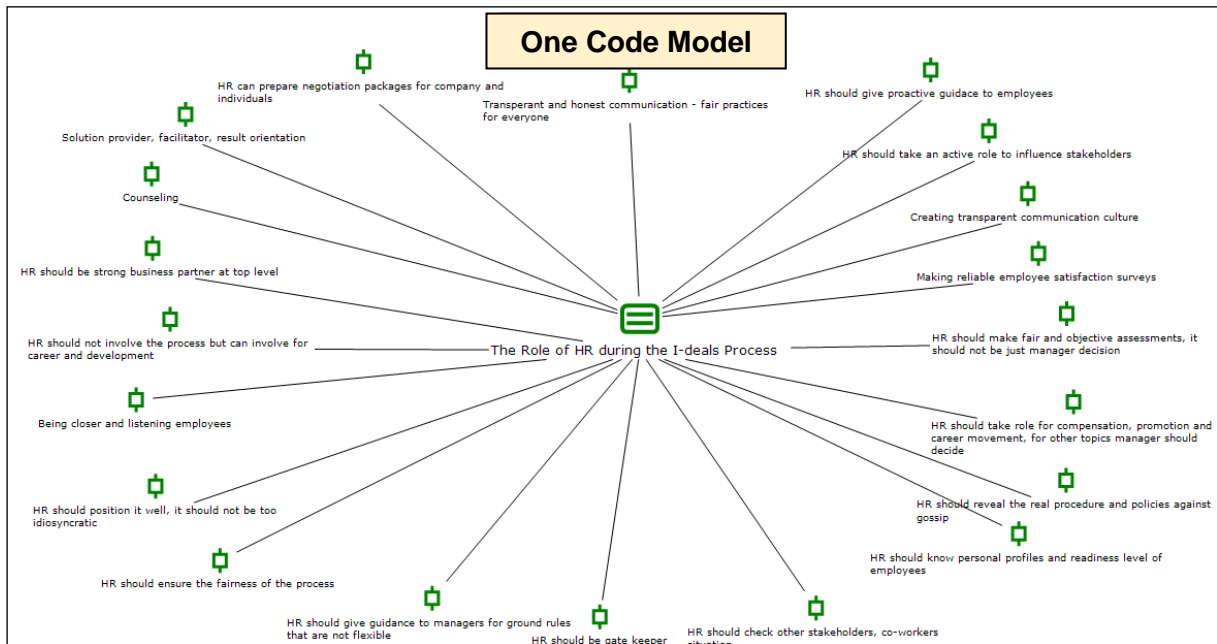 One Code Model
HR can prepare negotiation packages for company and
individuals
Transperant and honest communication - fair practices
for everyone
HR should give proactive guidace to employees
Solution provider, facilitator, result orientation
HR should take an active role to influence stakeholders
Counseling
Creating transparent communication culture
HR should be strong business partner at top level
Making reliable employee satisfaction surveys
HR should not involve the process but can involve for
career and development
The Role of HR during the I-deals Process
HR should make fair and objective assessments, it
should not be just manager decision
Being closer and listening employees
HR should take role for compensation, promotion and
career movement, for other topics manager should
decide
HR should position it well, it should not be too
idiosyncratic
HR should reveal the real procedure and policies against
gossip
HR should know personal profiles and readiness level of
employees
HR should ensure the fairness of the process
HR should give guidance to managers for ground rules
that are not flexible
HR should be gate keeper
HR should check other stakeholders, co-workers